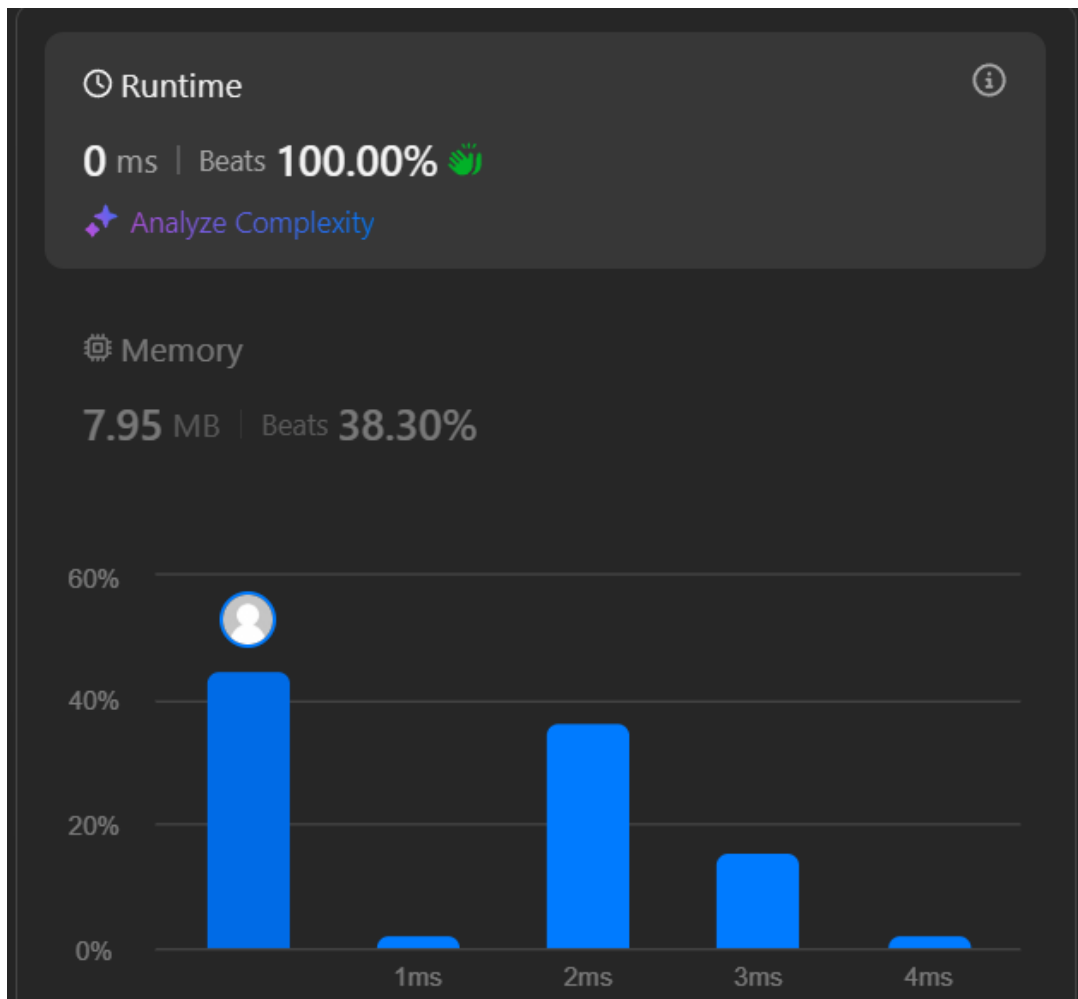 Runtime
0 ms | Beats 100.00%
Analyze Complexity
Memory
7.95 MB | Beats 38.30%
60%
40%
20%
0%
1ms 2ms 3ms 4ms